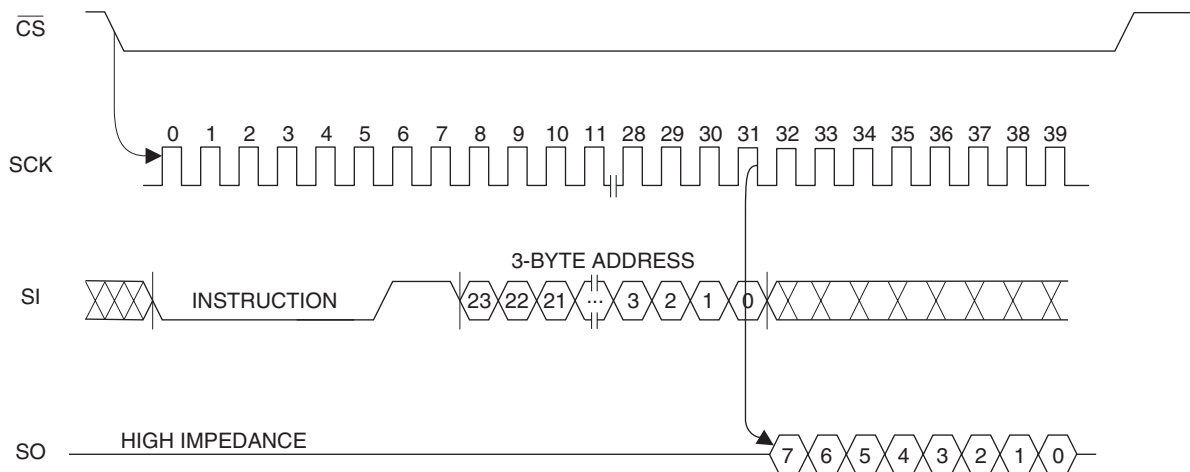 CS
0 1 2 3 4 5 6 7 8 9 10 11 28 29 30 31 32 33 34 35 36 37 38 39
SCK
3-BYTE ADDRESS
SI INSTRUCTION 23 22 21 ... 3 2 1 0
HIGH IMPEDANCE
SO 7 6 5 4 3 2 1 0